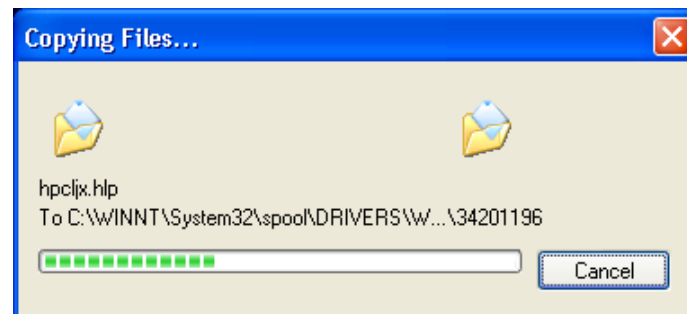 Copying Files...
hpcljx.hlp
To C:\WINNT\System32\spool\DRIVERS\W...\34201196
Cancel